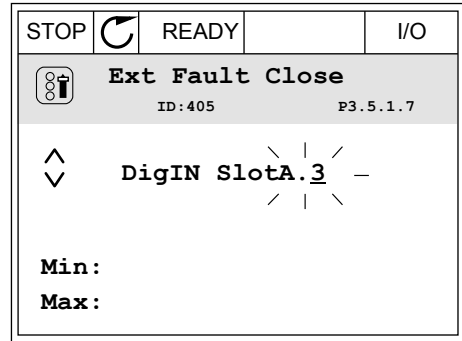 STOP READY I/O
Ext Fault Close
ID:405 P3.5.1.7
DigIN SlotA.3
Min:
Max: